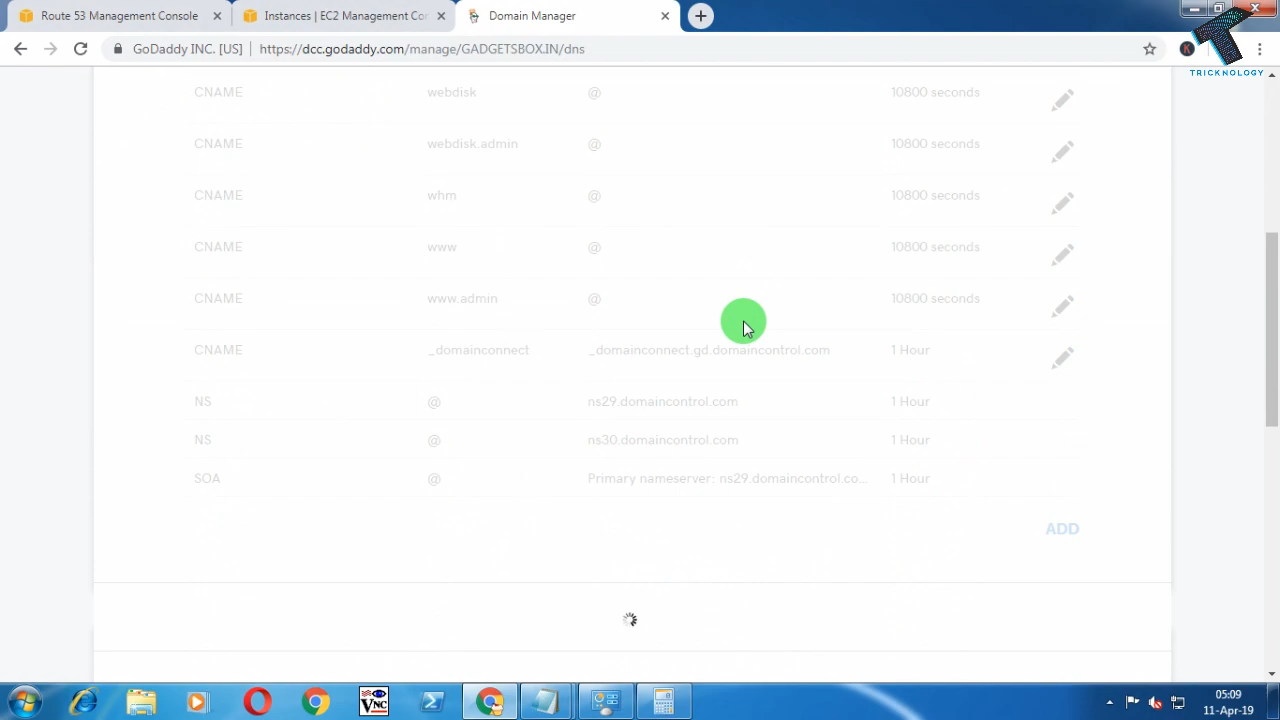 Route 53 Management Console
Instances | EC2 Management Con
Domain Manager
GoDaddy INC. [US] | https://dcc.godaddy.com/manage/GADGETSBOX.IN/dns
K
TRICKNOLOGY
CNAME webdisk @ 10800 seconds
CNAME webdisk.admin @ 10800 seconds
CNAME whm @ 10800 seconds
CNAME www @ 10800 seconds
CNAME www.admin @ 10800 seconds
CNAME _domainconnect _domainconnect.gd.domaincontrol.com 1 Hour
NS @ ns29.domaincontrol.com 1 Hour
NS @ ns30.domaincontrol.com 1 Hour
SOA @ Primary nameserver: ns29.domaincontrol.co... 1 Hour
ADD
VNC
05:09
11-Apr-19